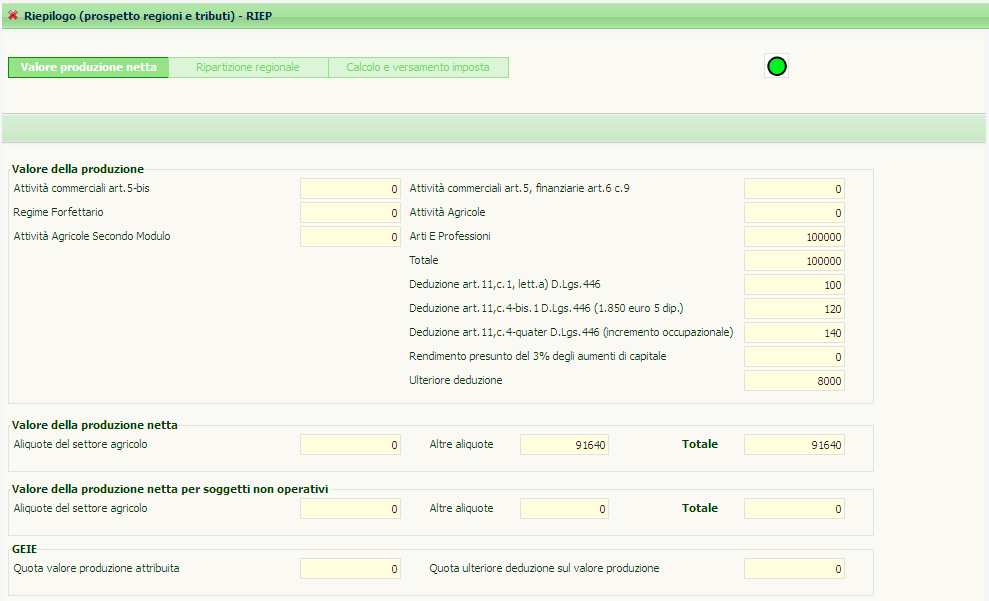 Riepilogo (prospetto regioni e tributi) - RIEP
Valore produzione netta Ripartizione regionale Calcolo e versamento imposta
Valore della produzione
Attività commerciali art.5-bis 0 Attività commerciali art.5, finanziarie art.6 c.9 0
Regime Forfettario 0 Attività Agricole 0
Attività Agricole Secondo Modulo 0 Arti E Professioni 100000
Totale 100000
Deduzione art.11,c.1, lett.a) D.Lgs.446 100
Deduzione art.11,c.4-bis.1 D.Lgs.446 (1.850 euro 5 dip.) 120
Deduzione art.11,c.4-quater D.Lgs.446 (incremento occupazionale) 140
Rendimento presunto del 3% degli aumenti di capitale 0
Ulteriore deduzione 8000
Valore della produzione netta
Aliquote del settore agricolo 0 Altre aliquote 91640 Totale 91640
Valore della produzione netta per soggetti non operativi
Aliquote del settore agricolo 0 Altre aliquote 0 Totale 0
GEIE
Quota valore produzione attribuita 0 Quota ulteriore deduzione sul valore produzione 0